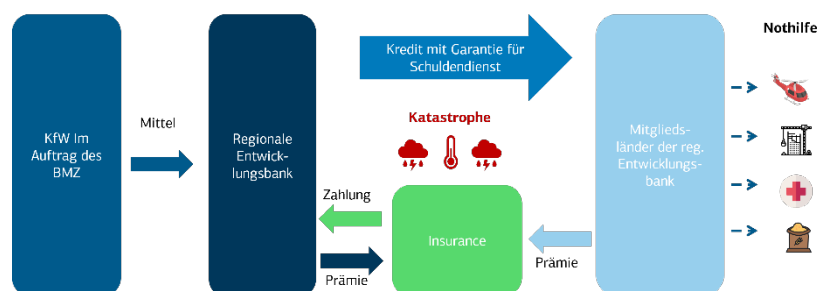 KfW Im
Auftrag des
BMZ
Mittel
Regionale
Entwick-
lungsbank
Kredit mit Garantie für
Schuldendienst
Katastrophe
Zahlung
Prämie
Insurance
Prämie
Mitglieds-
länder der reg.
Entwicklungs-
bank
Nothilfe